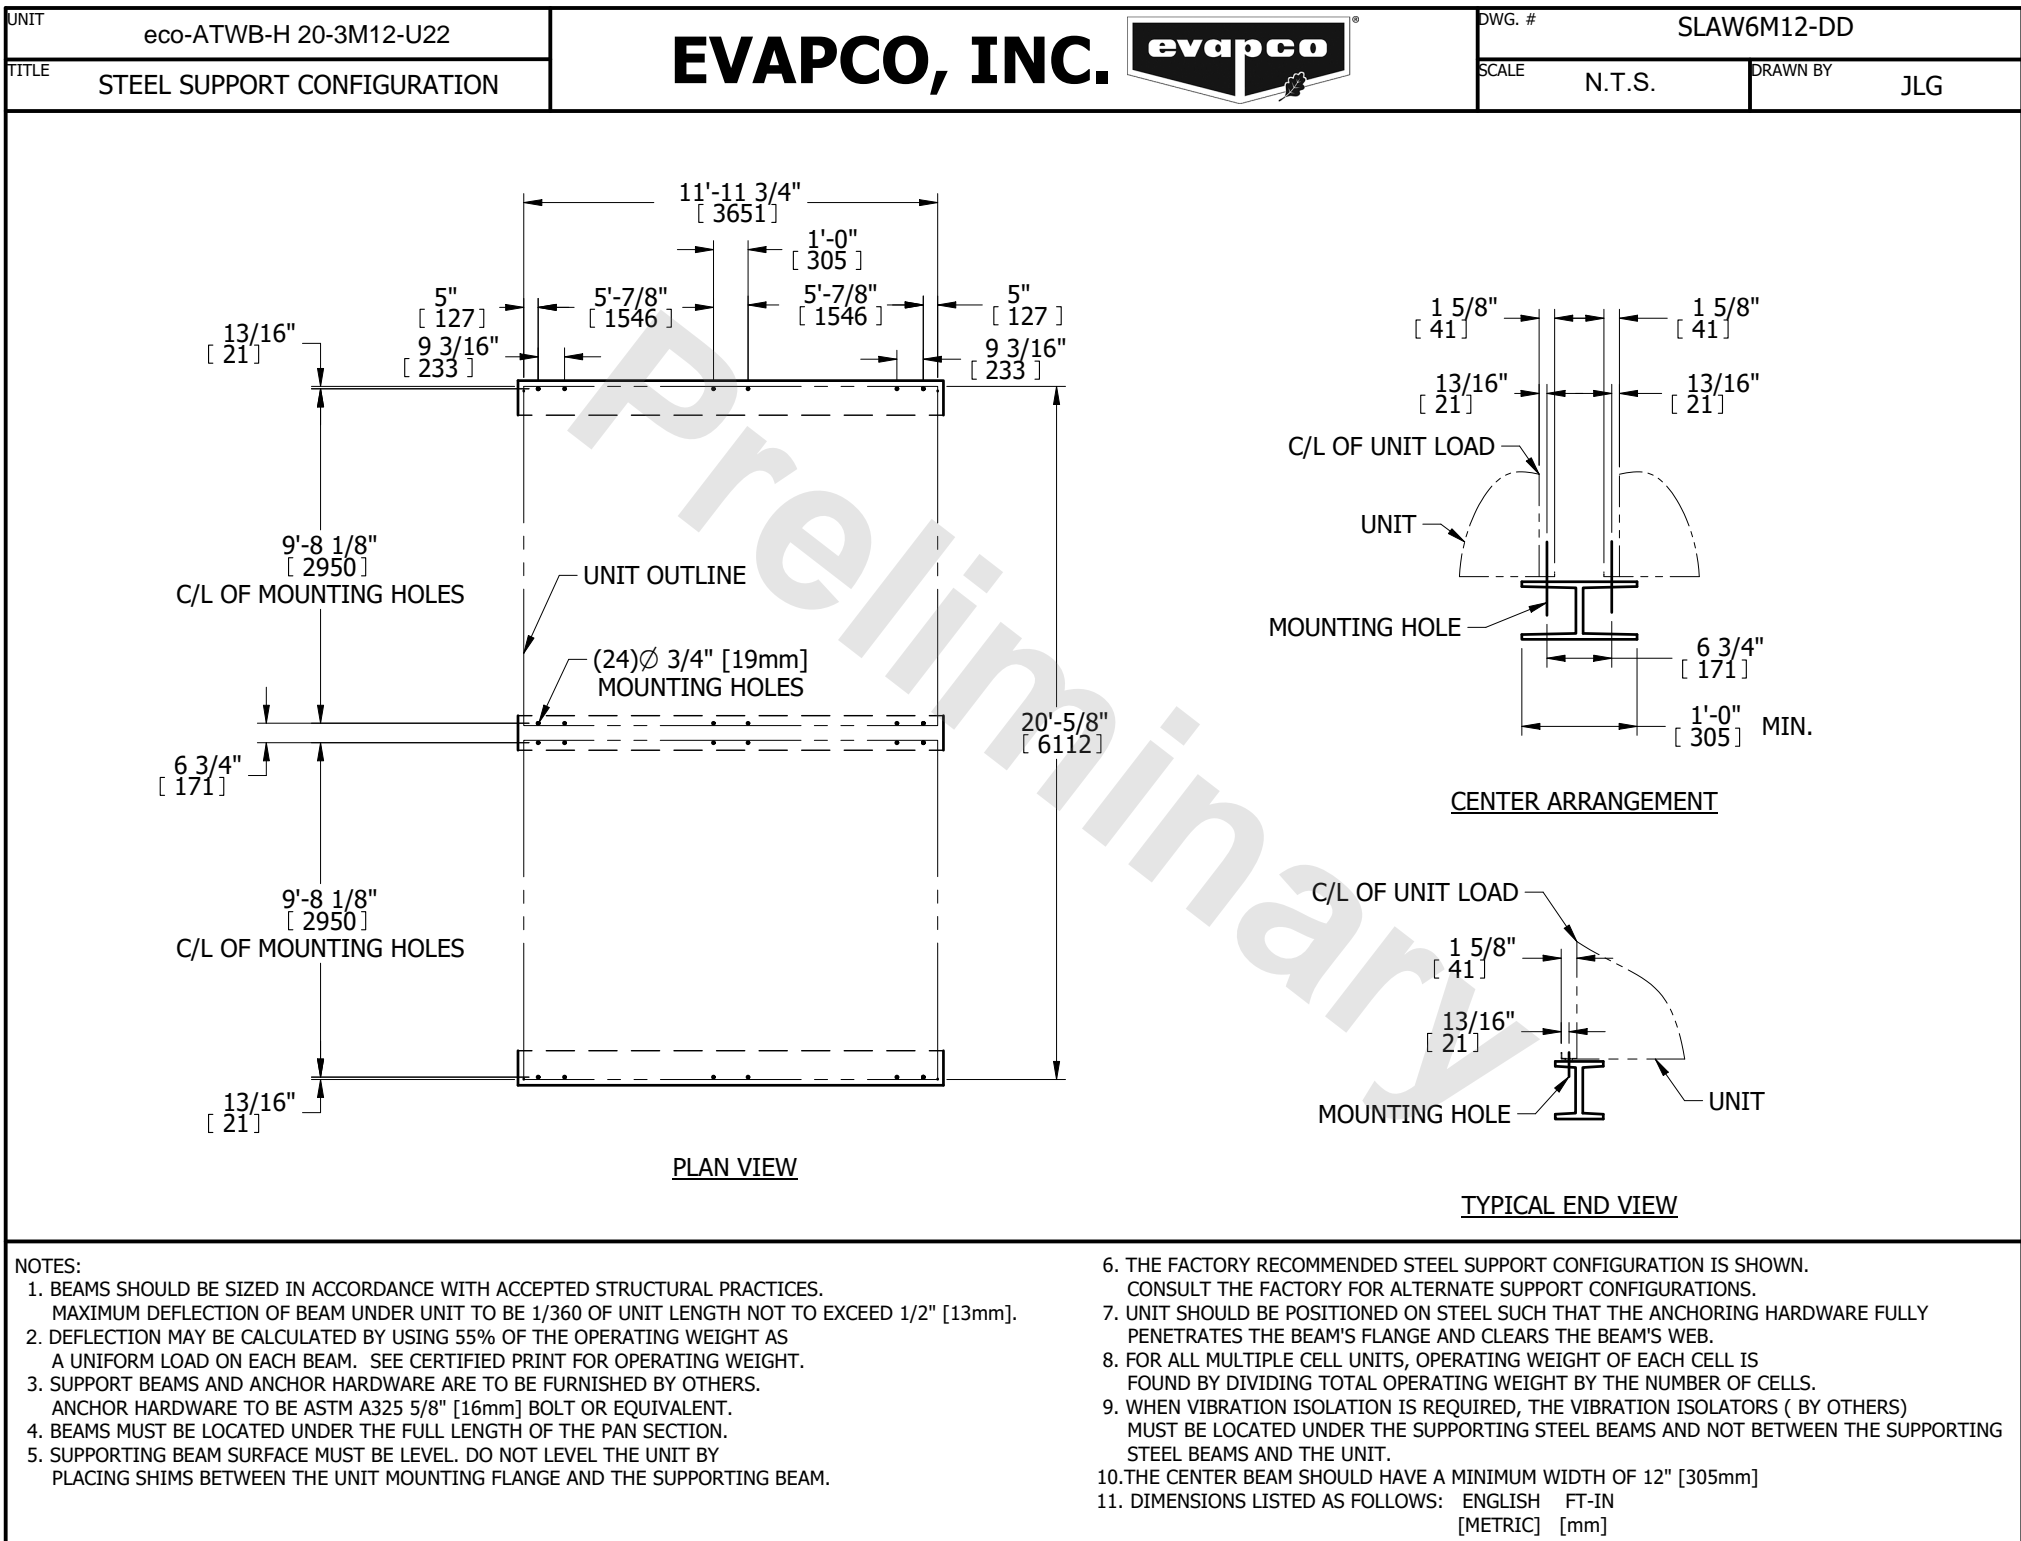 UNIT
eco-ATWB-H 20-3M12-U22
TITLE
STEEL SUPPORT CONFIGURATION
EVAPCO, INC.
evapco
®
DWG. #
SLAW6M12-DD
SCALE
N.T.S.
DRAWN BY
JLG
11'-11 3/4"
[ 3651]
1'-0"
[ 305 ]
5"
[ 127]
5'-7/8"
[ 1546 ]
5'-7/8"
[ 1546 ]
5"
[ 127 ]
13/16"
[ 21]
9 3/16"
[ 233 ]
9 3/16"
[ 233 ]
9'-8 1/8"
[ 2950]
C/L OF MOUNTING HOLES
UNIT OUTLINE
(24)Ø 3/4" [19mm]
MOUNTING HOLES
6 3/4"
[ 171]
20'-5/8"
[ 6112]
9'-8 1/8"
[ 2950]
C/L OF MOUNTING HOLES
13/16"
[ 21]
PLAN VIEW
1 5/8"
[ 41]
1 5/8"
[ 41]
13/16"
[ 21]
13/16"
[ 21]
C/L OF UNIT LOAD
UNIT
MOUNTING HOLE
6 3/4"
[ 171]
1'-0"
[ 305]
MIN.
CENTER ARRANGEMENT
C/L OF UNIT LOAD
1 5/8"
[ 41]
13/16"
[ 21]
MOUNTING HOLE
UNIT
TYPICAL END VIEW
Preliminary
NOTES:
1. BEAMS SHOULD BE SIZED IN ACCORDANCE WITH ACCEPTED STRUCTURAL PRACTICES.
MAXIMUM DEFLECTION OF BEAM UNDER UNIT TO BE 1/360 OF UNIT LENGTH NOT TO EXCEED 1/2" [13mm].
2. DEFLECTION MAY BE CALCULATED BY USING 55% OF THE OPERATING WEIGHT AS
A UNIFORM LOAD ON EACH BEAM. SEE CERTIFIED PRINT FOR OPERATING WEIGHT.
3. SUPPORT BEAMS AND ANCHOR HARDWARE ARE TO BE FURNISHED BY OTHERS.
ANCHOR HARDWARE TO BE ASTM A325 5/8" [16mm] BOLT OR EQUIVALENT.
4. BEAMS MUST BE LOCATED UNDER THE FULL LENGTH OF THE PAN SECTION.
5. SUPPORTING BEAM SURFACE MUST BE LEVEL. DO NOT LEVEL THE UNIT BY
PLACING SHIMS BETWEEN THE UNIT MOUNTING FLANGE AND THE SUPPORTING BEAM.
6. THE FACTORY RECOMMENDED STEEL SUPPORT CONFIGURATION IS SHOWN.
CONSULT THE FACTORY FOR ALTERNATE SUPPORT CONFIGURATIONS.
7. UNIT SHOULD BE POSITIONED ON STEEL SUCH THAT THE ANCHORING HARDWARE FULLY
PENETRATES THE BEAM'S FLANGE AND CLEARS THE BEAM'S WEB.
8. FOR ALL MULTIPLE CELL UNITS, OPERATING WEIGHT OF EACH CELL IS
FOUND BY DIVIDING TOTAL OPERATING WEIGHT BY THE NUMBER OF CELLS.
9. WHEN VIBRATION ISOLATION IS REQUIRED, THE VIBRATION ISOLATORS ( BY OTHERS)
MUST BE LOCATED UNDER THE SUPPORTING STEEL BEAMS AND NOT BETWEEN THE SUPPORTING
STEEL BEAMS AND THE UNIT.
10.THE CENTER BEAM SHOULD HAVE A MINIMUM WIDTH OF 12" [305mm]
11. DIMENSIONS LISTED AS FOLLOWS: ENGLISH FT-IN
[METRIC] [mm]